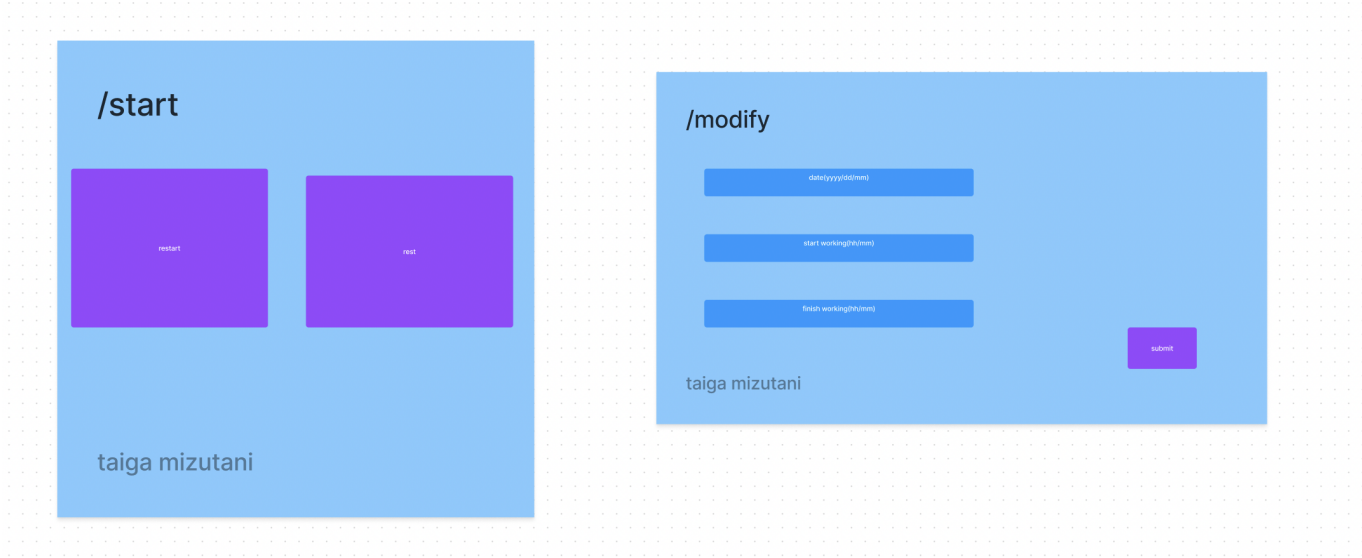 /start
restart
rest
taiga mizutani
/modify
date(yyyy/dd/mm)
start working(hh/mm)
finish working(hh/mm)
submit
taiga mizutani